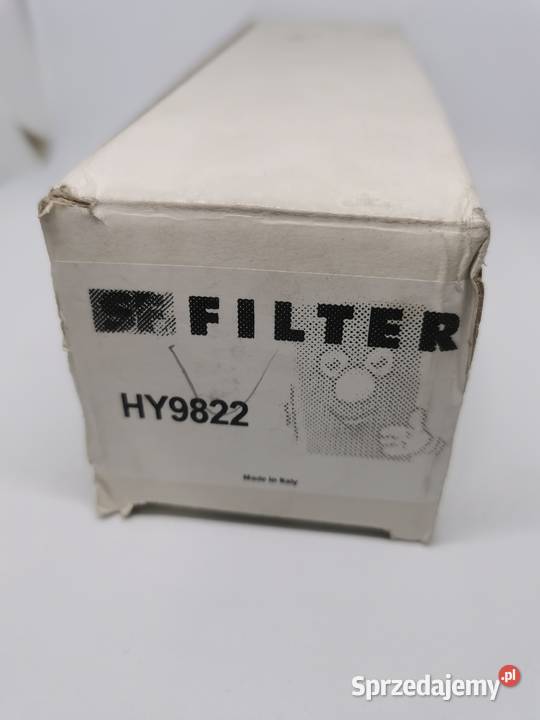 SF FILTER
HY9822
Made in Italy
Sprzedajemy.pl